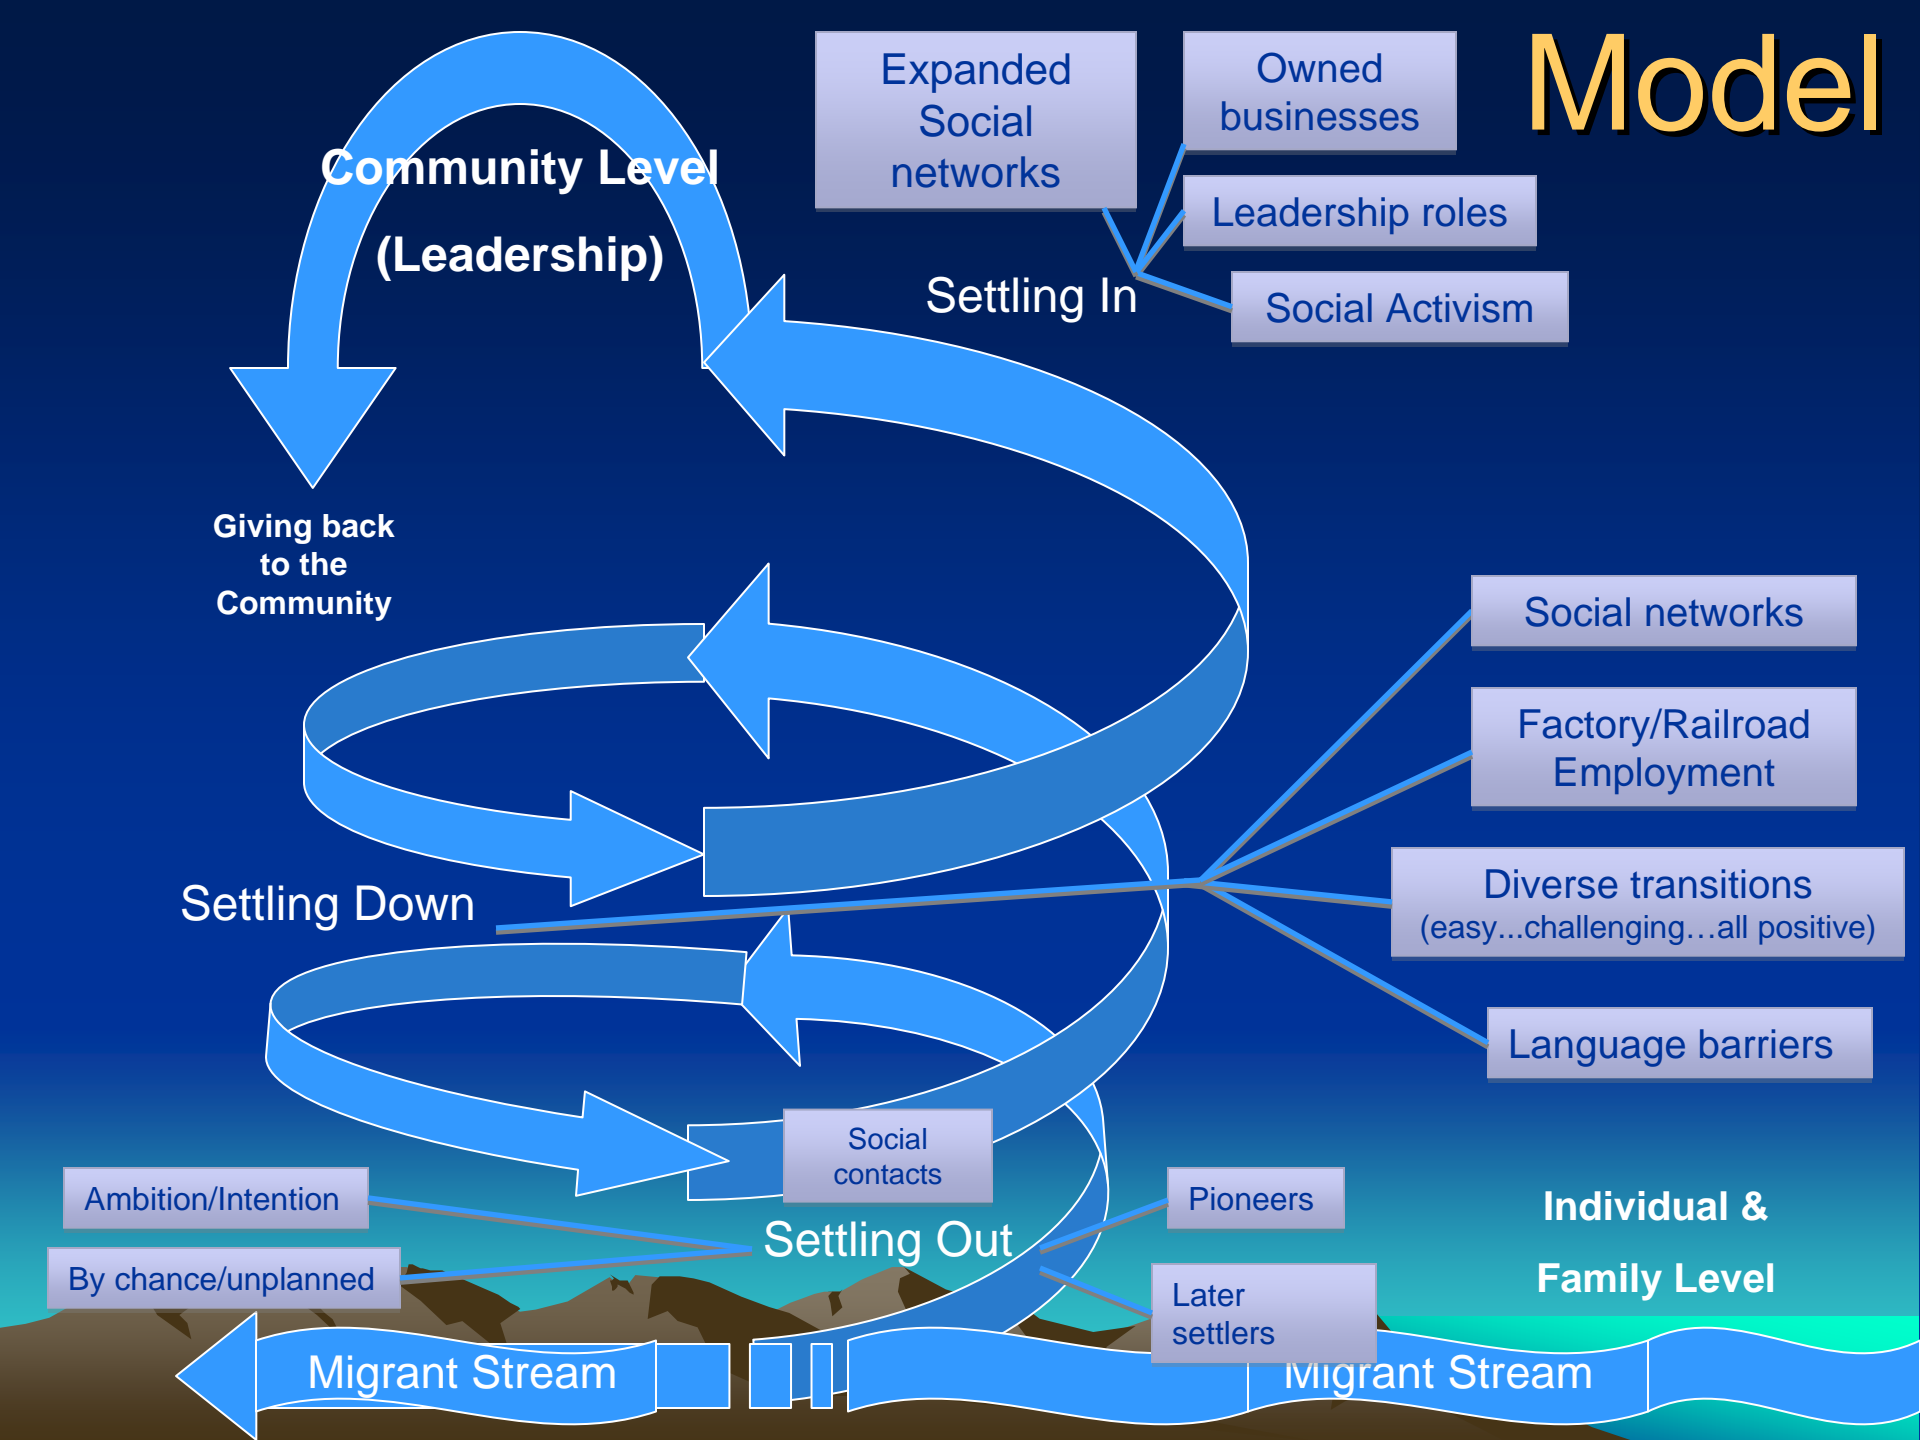 Model
Expanded
Social
networks
Owned
businesses
Leadership roles
Social Activism
Settling In
Community Level
(Leadership)
Giving back
to the
Community
Social networks
Factory/Railroad
Employment
Diverse transitions
(easy...challenging…all positive)
Language barriers
Settling Down
Social
contacts
Ambition/Intention
By chance/unplanned
Settling Out
Pioneers
Later
settlers
Individual &
Family Level
Migrant Stream
Migrant Stream